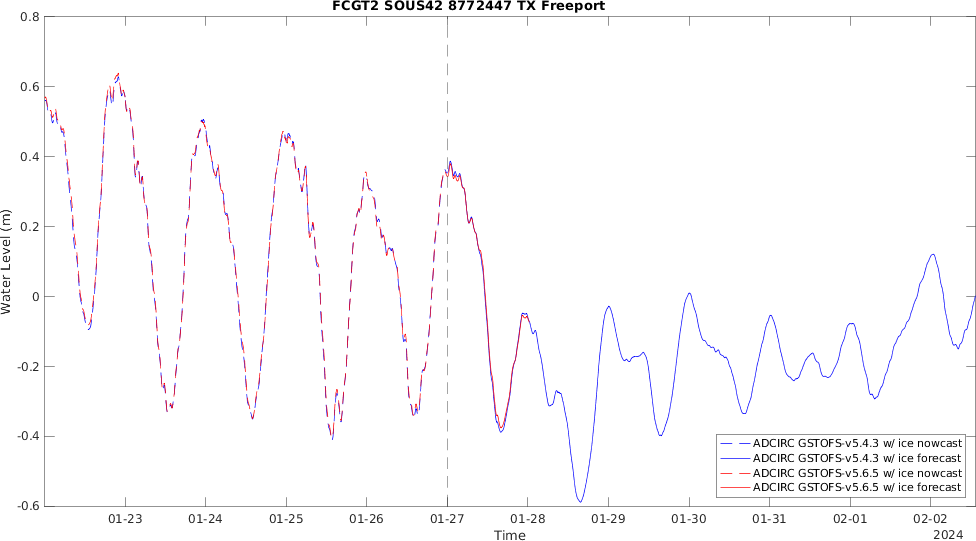 FCGT2 SOUS42 8772447 TX Freeport
0.8
0.6
0.4
0.2
0
-0.2
-0.4
-0.6
Water Level (m)
ADCIRC GSTOFS-v5.4.3 w/ ice nowcast
ADCIRC GSTOFS-v5.4.3 w/ ice forecast
ADCIRC GSTOFS-v5.6.5 w/ ice nowcast
ADCIRC GSTOFS-v5.6.5 w/ ice forecast
01-23 01-24 01-25 01-26 01-27 01-28 01-29 01-30 01-31 02-01 02-02
Time 2024